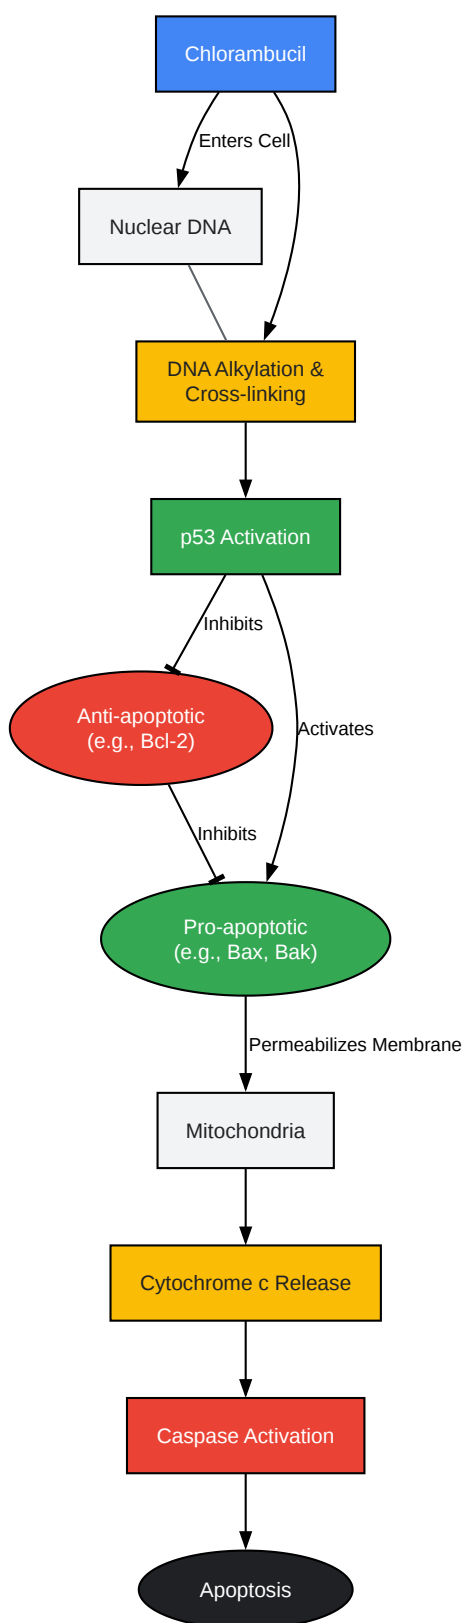 Chlorambucil
Enters Cell
Nuclear DNA
DNA Alkylation &
Cross-linking
p53 Activation
Inhibits
Anti-apoptotic
(e.g., Bcl-2)
Activates
Inhibits
Pro-apoptotic
(e.g., Bax, Bak)
Permeabilizes Membrane
Mitochondria
Cytochrome c Release
Caspase Activation
Apoptosis